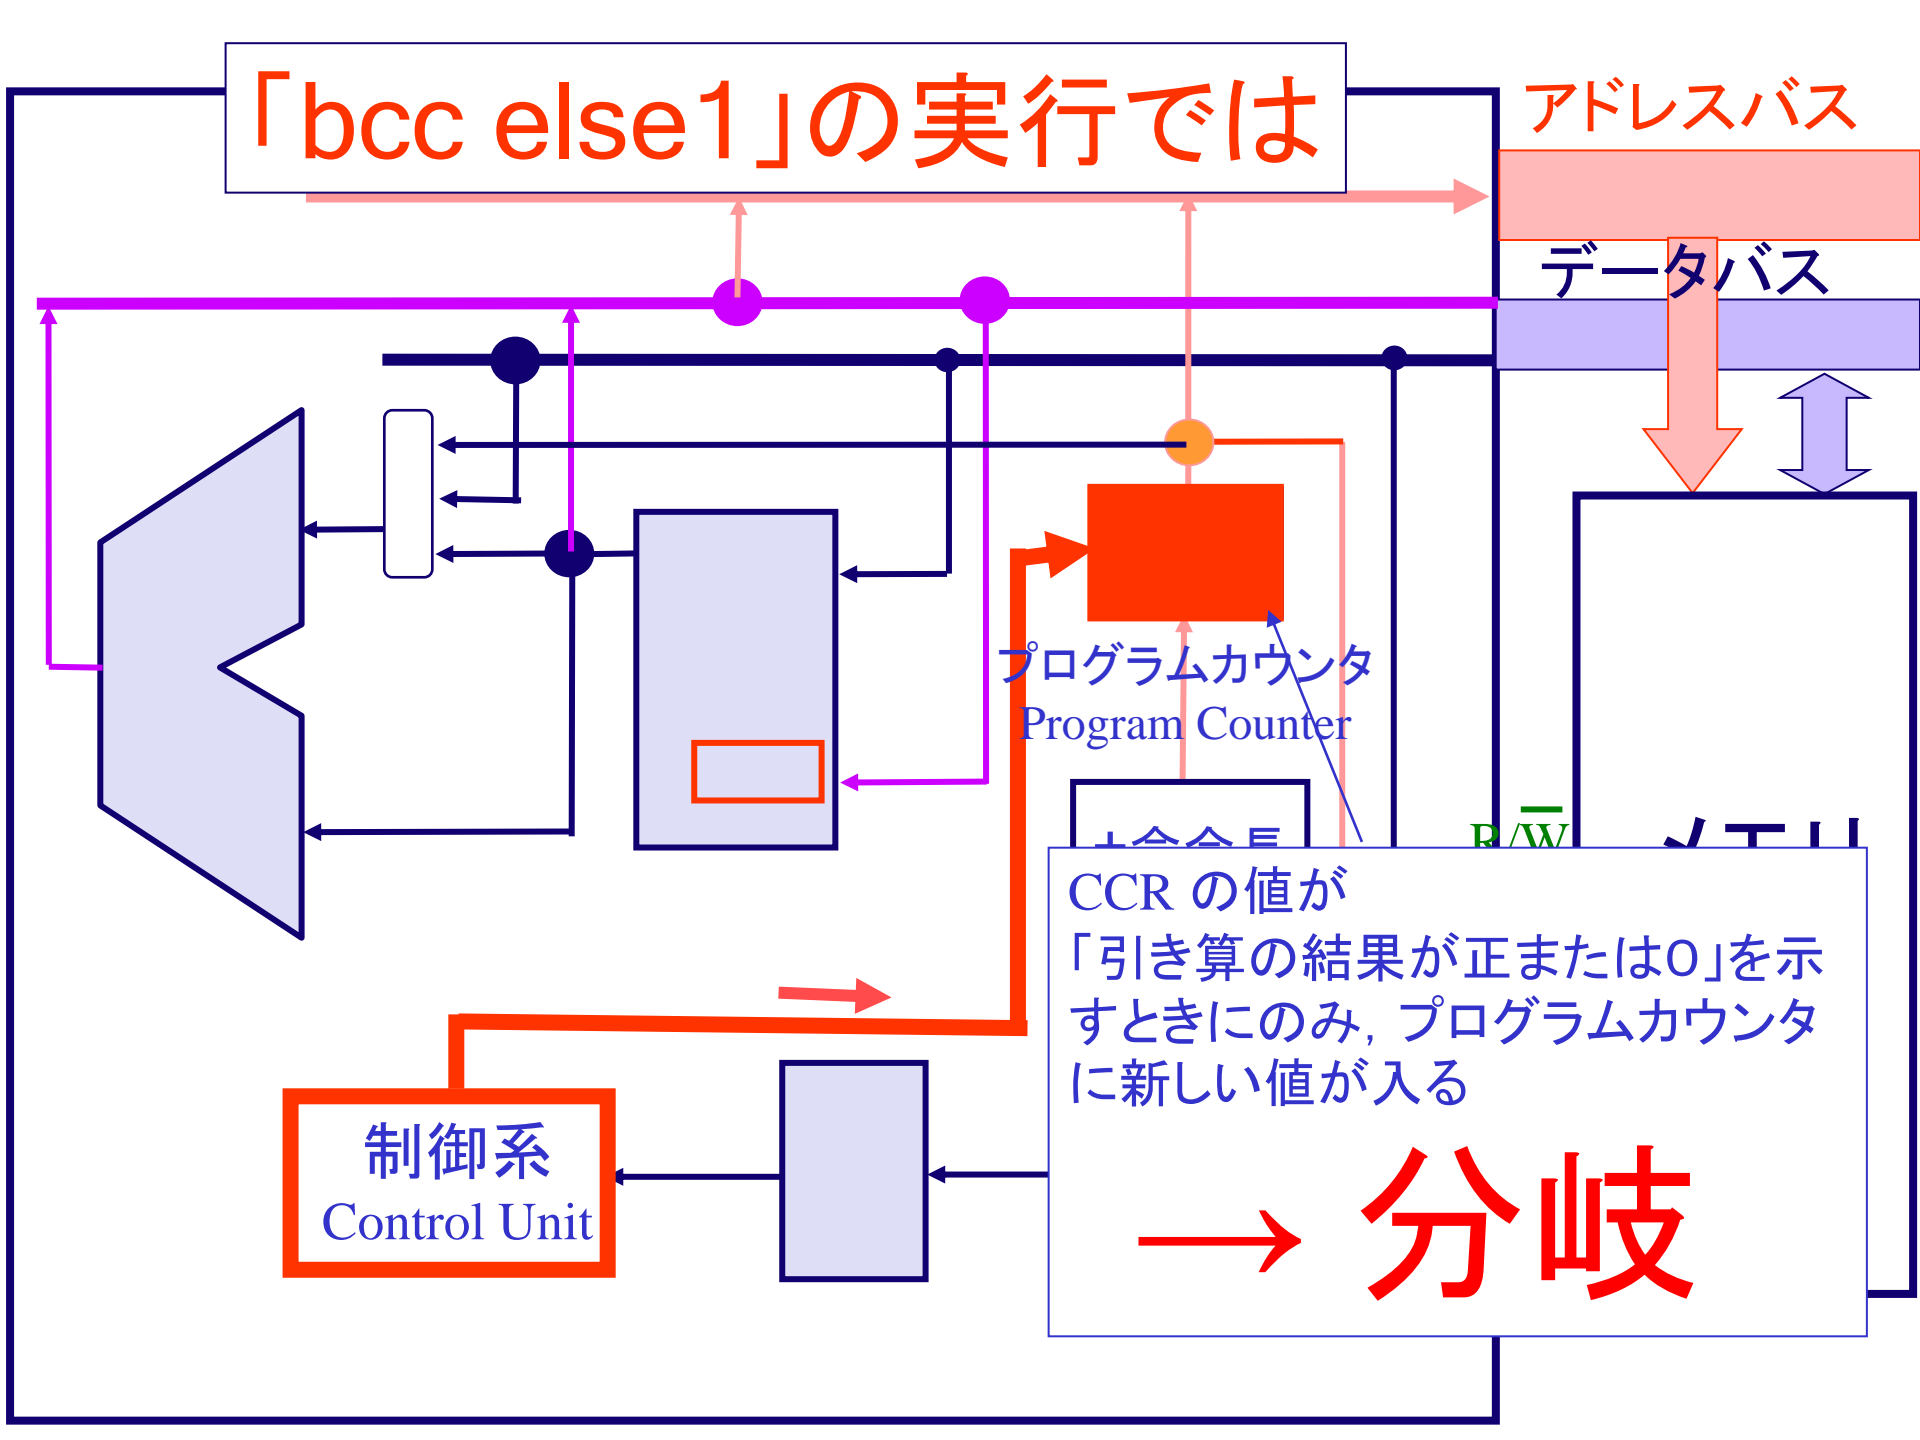 「bcc else1」の実行では
アドレスバス
データバス
プログラムカウンタ
Program Counter
R/W
CCR の値が
「引き算の結果が正または0」を示
すときにのみ，プログラムカウンタ
に新しい値が入る
→ 分岐
制御系
Control Unit